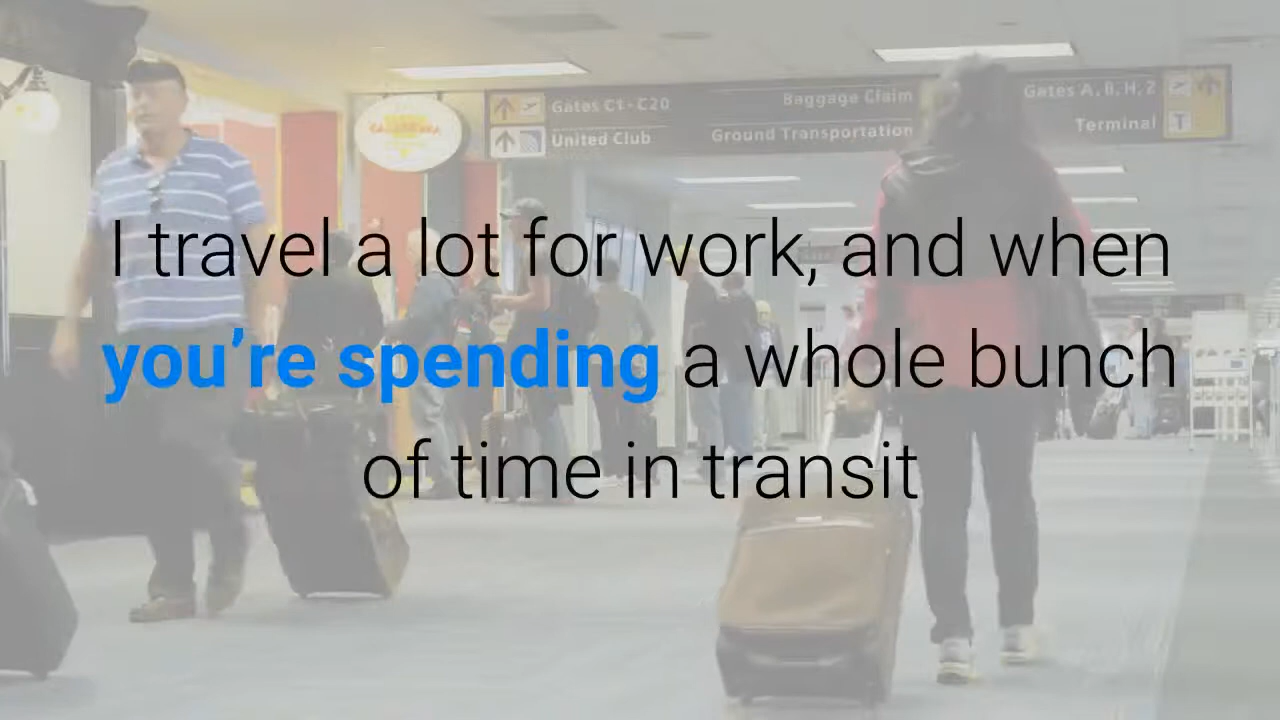 Gates C1 - C20
United Club
Baggage Claim
Ground Transportation
Gates A, B, H, Z
Terminal
T
I travel a lot for work, and when
you’re spending a whole bunch
of time in transit